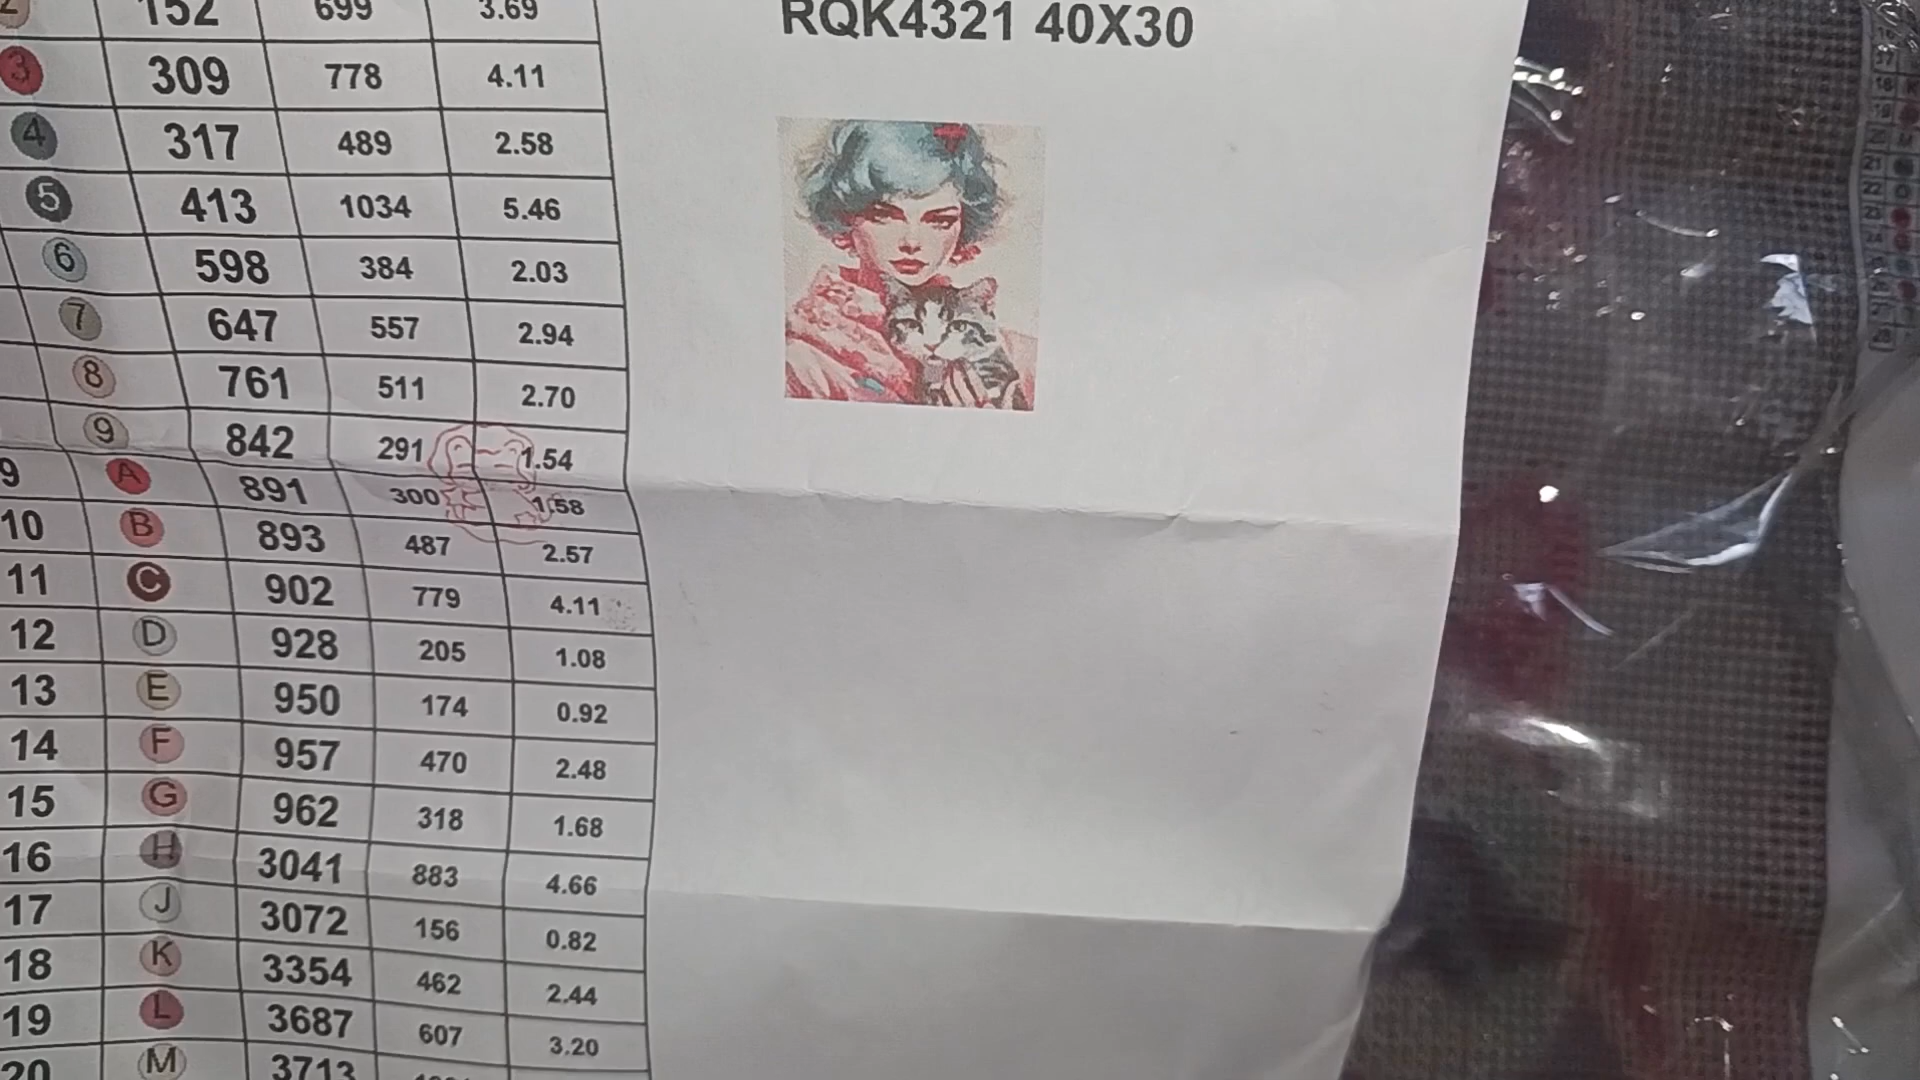 2 152 699 3.69
RQK4321 40X30
3 309 778 4.11
4 317 489 2.58
5 413 1034 5.46
6 598 384 2.03
7 647 557 2.94
8 761 511 2.70
9 842 291 1.54
9 A 891 300 1.58
10 B 893 487 2.57
11 C 902 779 4.11
12 D 928 205 1.08
13 E 950 174 0.92
14 F 957 470 2.48
15 G 962 318 1.68
16 H 3041 883 4.66
17 J 3072 156 0.82
18 K 3354 462 2.44
19 L 3687 607 3.20
20 M 3713